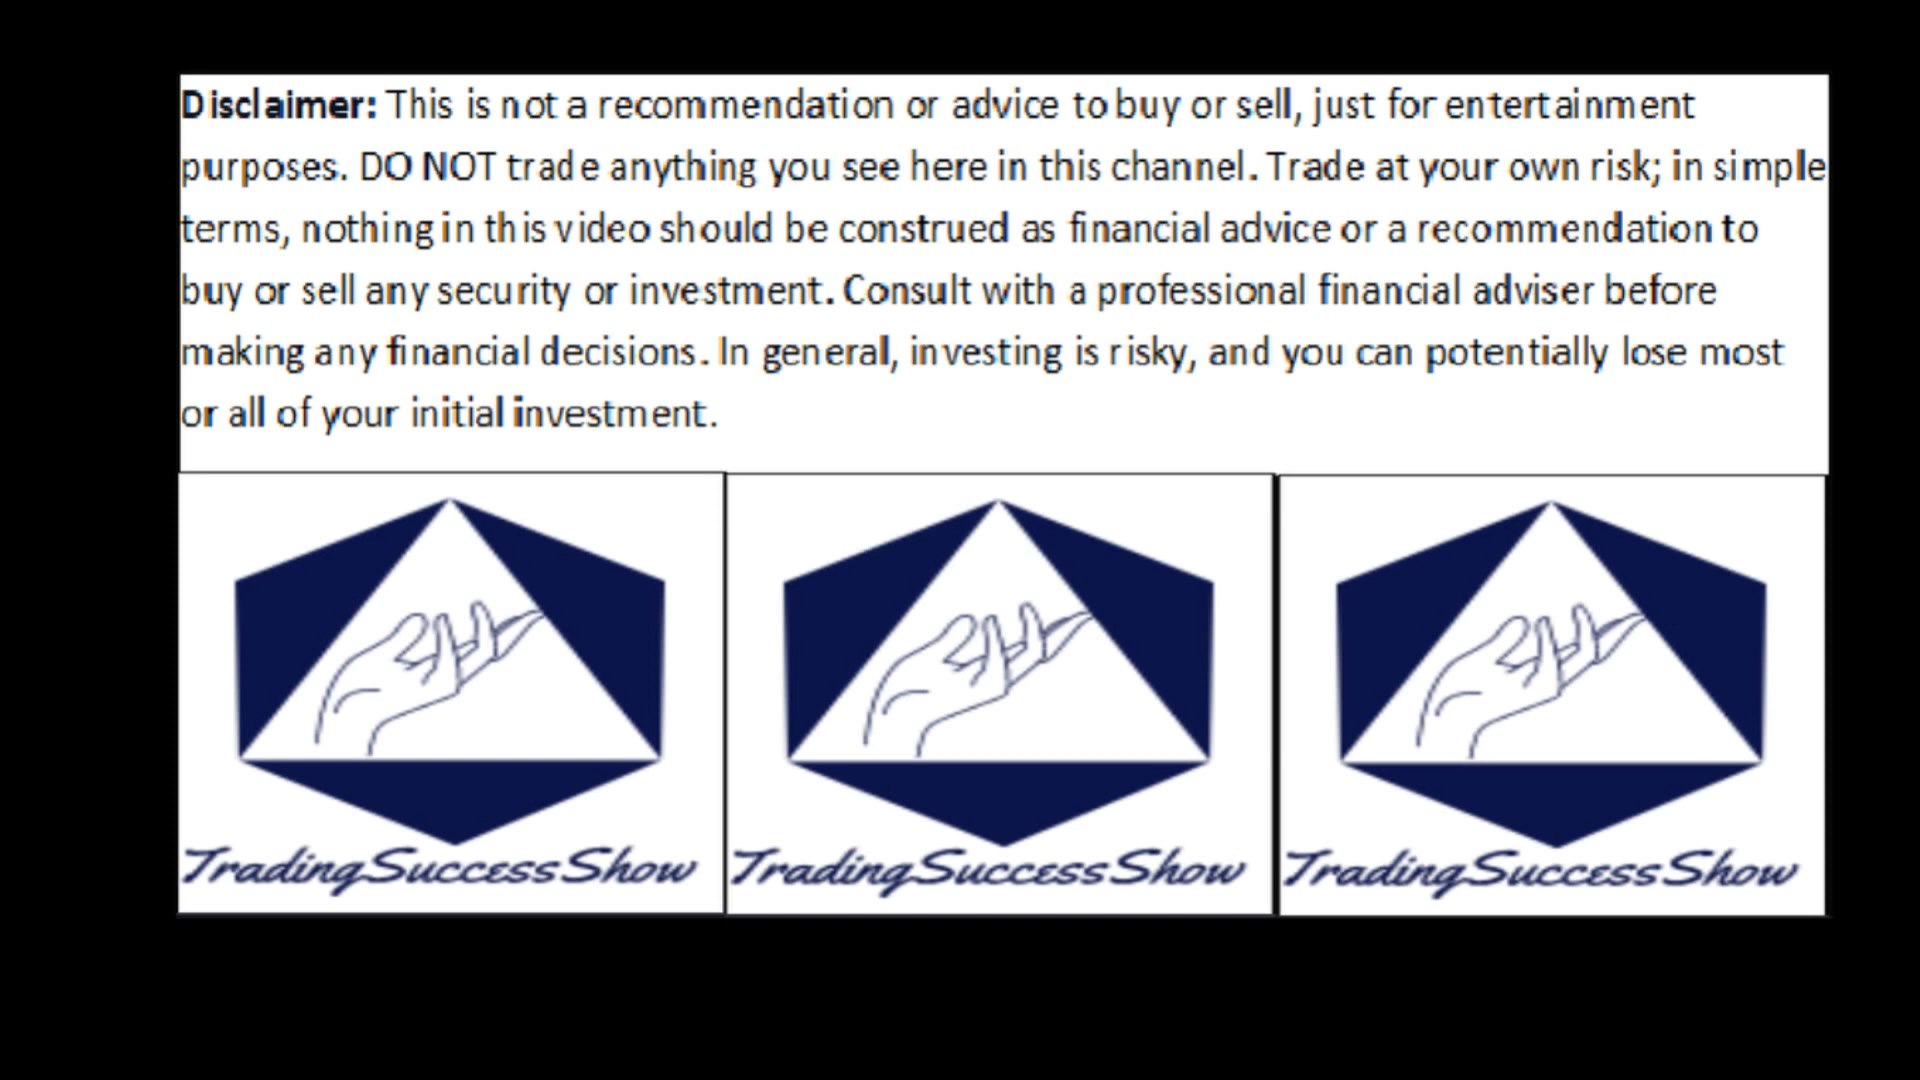 Disclaimer: This is not a recommendation or advice to buy or sell, just for entertainment
purposes. DO NOT trade anything you see here in this channel. Trade at your own risk; in simple
terms, nothing in this video should be construed as financial advice or a recommendation to
buy or sell any security or investment. Consult with a professional financial adviser before
making any financial decisions. In general, investing is risky, and you can potentially lose most
or all of your initial investment.
TradingSuccessShow
TradingSuccessShow
TradingSuccessShow